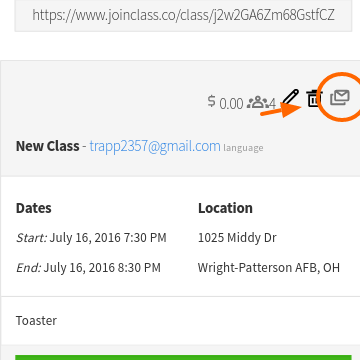 https://www.joinclass.co/class/j2w2GA6Zm68GstfCZ
$ 0.00 4
New Class - trapp2357@gmail.com language
Dates
Location
Start: July 16, 2016 7:30 PM
1025 Middy Dr
End: July 16, 2016 8:30 PM
Wright-Patterson AFB, OH
Toaster